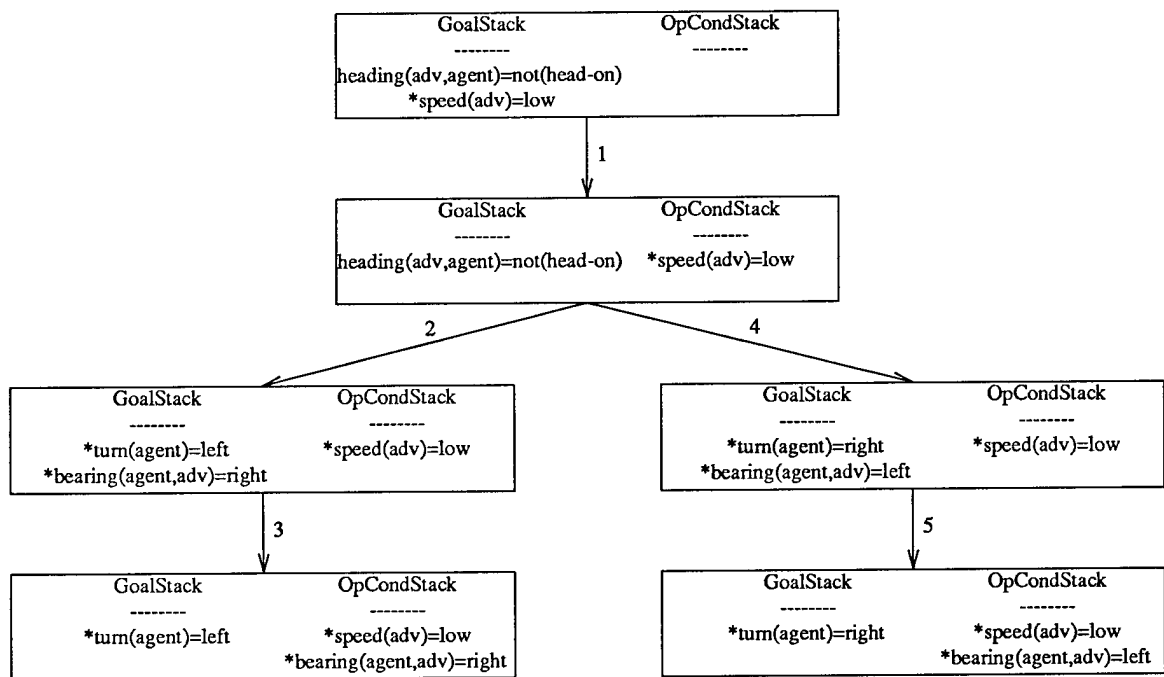 GoalStack OpCondStack
-------- --------
heading(adv,agent)=not(head-on)
*speed(adv)=low
1
GoalStack OpCondStack
-------- --------
heading(adv,agent)=not(head-on) *speed(adv)=low
2 4
GoalStack OpCondStack
-------- --------
*turn(agent)=left *speed(adv)=low
*bearing(agent,adv)=right
GoalStack OpCondStack
-------- --------
*turn(agent)=right *speed(adv)=low
*bearing(agent,adv)=left
3 5
GoalStack OpCondStack
-------- --------
*turn(agent)=left *speed(adv)=low
*bearing(agent,adv)=right
GoalStack OpCondStack
-------- --------
*turn(agent)=right *speed(adv)=low
*bearing(agent,adv)=left